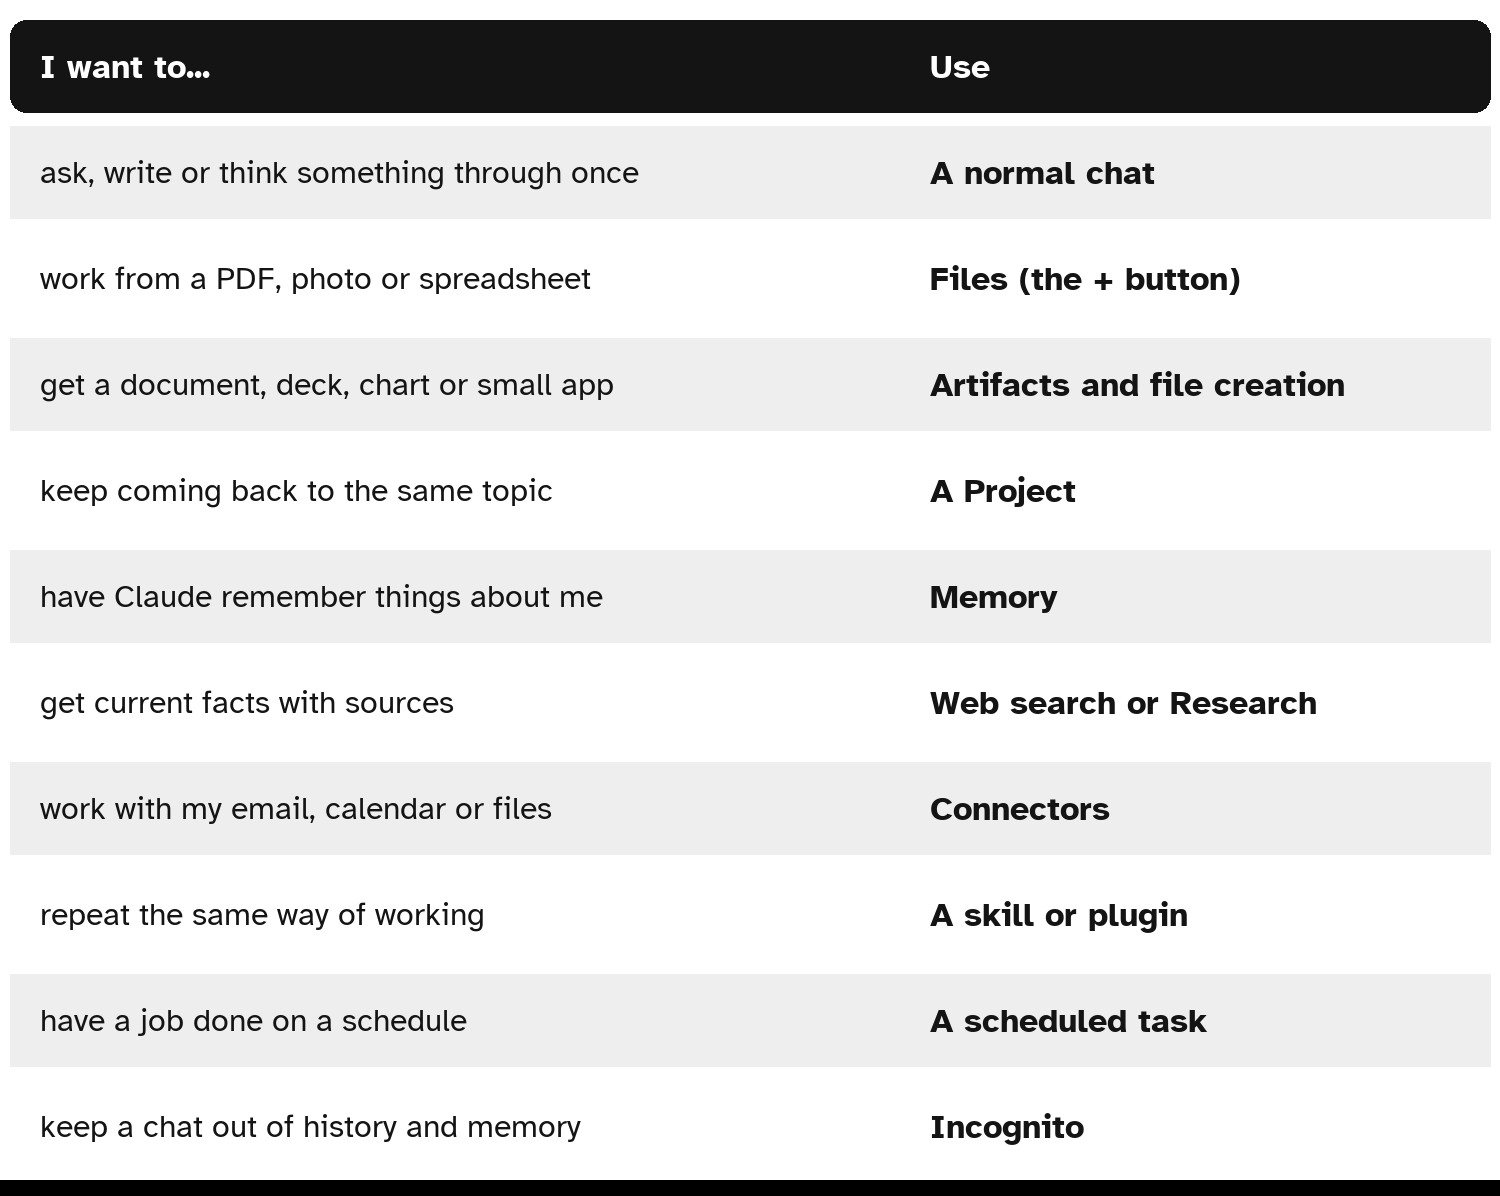 I want to... Use
ask, write or think something through once A normal chat
work from a PDF, photo or spreadsheet Files (the + button)
get a document, deck, chart or small app Artifacts and file creation
keep coming back to the same topic A Project
have Claude remember things about me Memory
get current facts with sources Web search or Research
work with my email, calendar or files Connectors
repeat the same way of working A skill or plugin
have a job done on a schedule A scheduled task
keep a chat out of history and memory Incognito